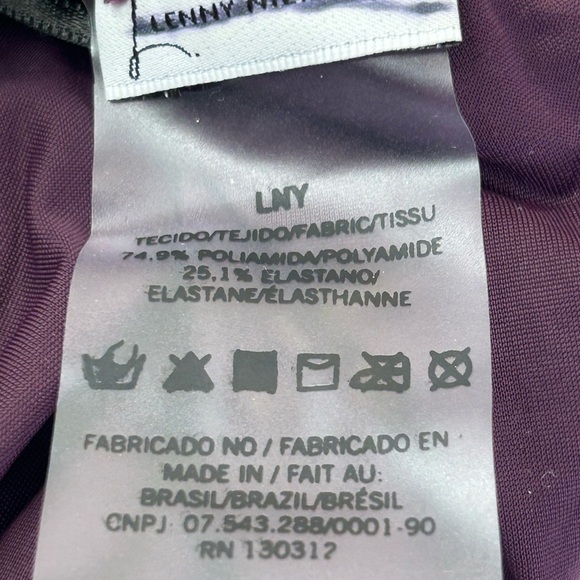 LENNY
LNY
TECIDO/TEJIDO/FABRIC/TISSU
74.9% POLIAMIDA/POLYAMIDE
25.1% ELASTANO/
ELASTANE/ÉLASTHANNE
FABRICADO NO / FABRICADO EN
MADE IN / FAIT AU:
BRASIL/BRAZIL/BRÉSIL
CNPJ 07.543.288/0001-90
RN 130312